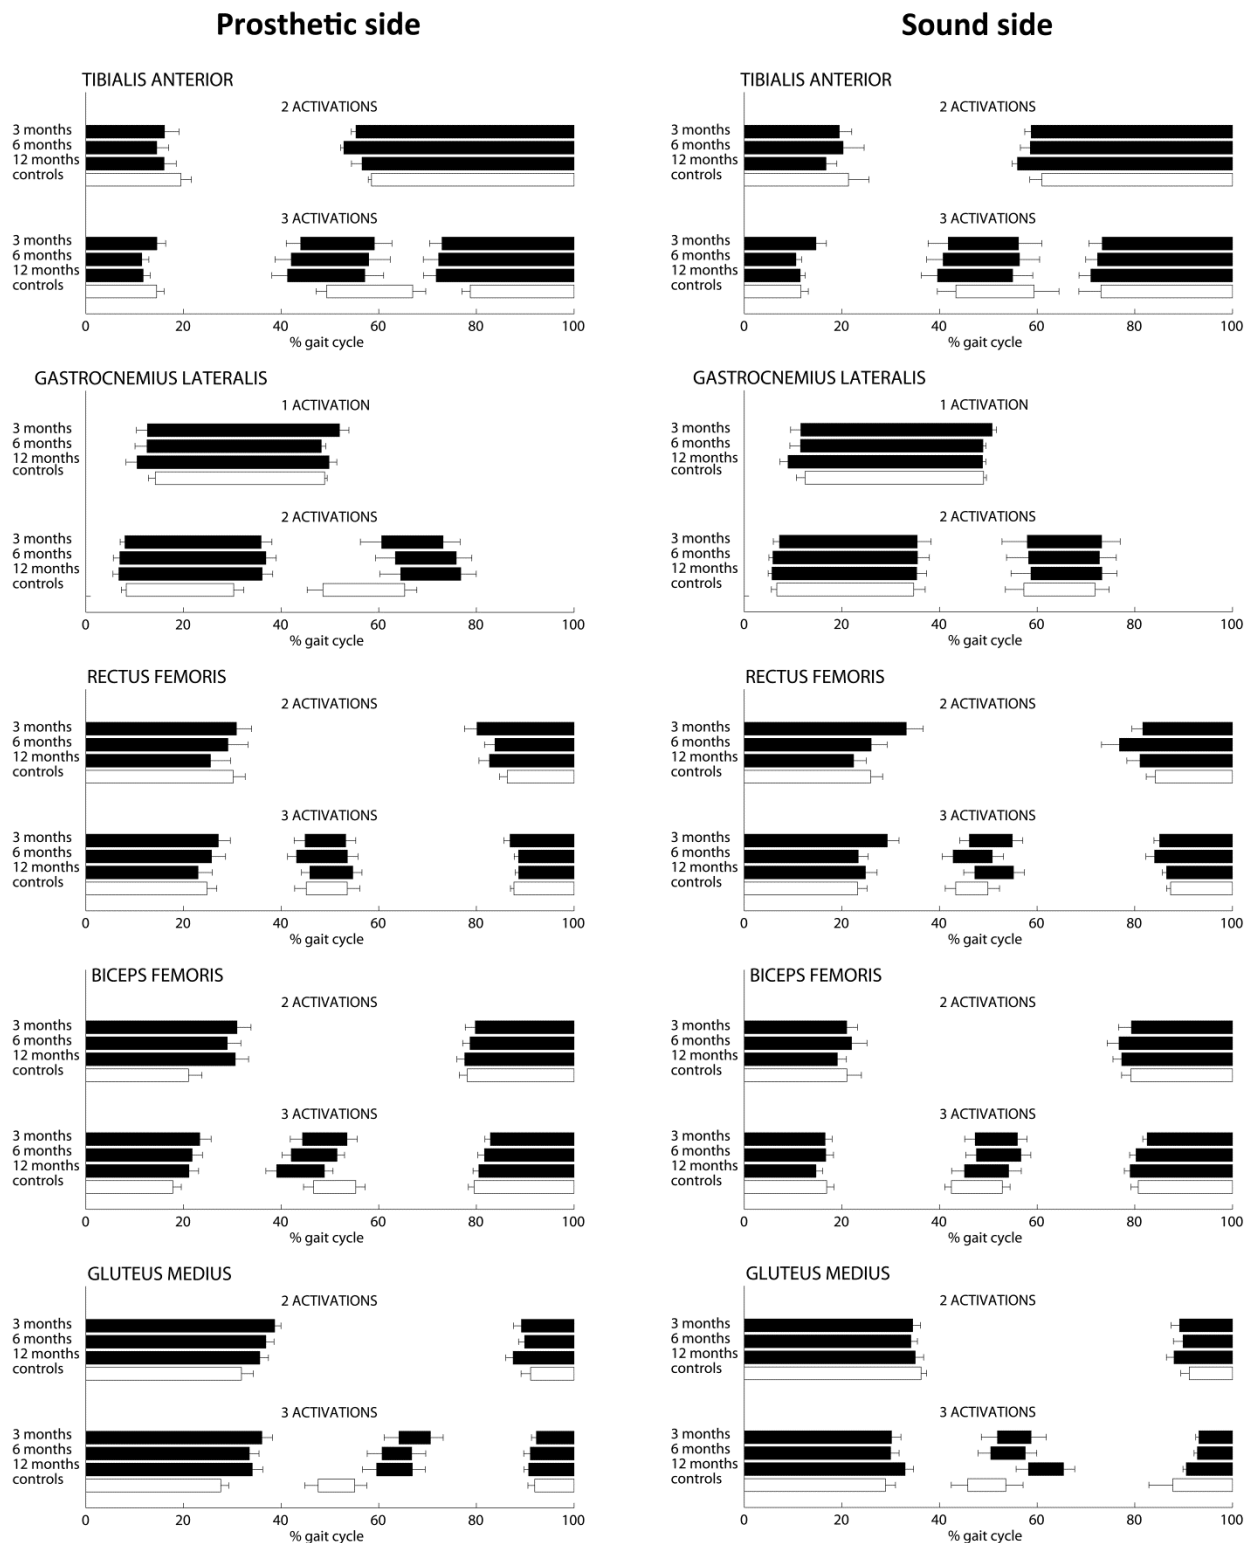 Prosthetic side
TIBIALIS ANTERIOR
2 ACTIVATIONS
3 months
6 months
12 months
controls
3 ACTIVATIONS
3 months
6 months
12 months
controls
0 20 40 60 80 100
% gait cycle
GASTROCNEMIUS LATERALIS
1 ACTIVATION
3 months
6 months
12 months
controls
2 ACTIVATIONS
3 months
6 months
12 months
controls
0 20 40 60 80 100
% gait cycle
RECTUS FEMORIS
2 ACTIVATIONS
3 months
6 months
12 months
controls
3 ACTIVATIONS
3 months
6 months
12 months
controls
0 20 40 60 80 100
% gait cycle
BICEPS FEMORIS
2 ACTIVATIONS
3 months
6 months
12 months
controls
3 ACTIVATIONS
3 months
6 months
12 months
controls
0 20 40 60 80 100
% gait cycle
GLUTEUS MEDIUS
2 ACTIVATIONS
3 months
6 months
12 months
controls
3 ACTIVATIONS
3 months
6 months
12 months
controls
0 20 40 60 80 100
% gait cycle
Sound side
TIBIALIS ANTERIOR
2 ACTIVATIONS
3 months
6 months
12 months
controls
3 ACTIVATIONS
3 months
6 months
12 months
controls
0 20 40 60 80 100
% gait cycle
GASTROCNEMIUS LATERALIS
1 ACTIVATION
3 months
6 months
12 months
controls
2 ACTIVATIONS
3 months
6 months
12 months
controls
0 20 40 60 80 100
% gait cycle
RECTUS FEMORIS
2 ACTIVATIONS
3 months
6 months
12 months
controls
3 ACTIVATIONS
3 months
6 months
12 months
controls
0 20 40 60 80 100
% gait cycle
BICEPS FEMORIS
2 ACTIVATIONS
3 months
6 months
12 months
controls
3 ACTIVATIONS
3 months
6 months
12 months
controls
0 20 40 60 80 100
% gait cycle
GLUTEUS MEDIUS
2 ACTIVATIONS
3 months
6 months
12 months
controls
3 ACTIVATIONS
3 months
6 months
12 months
controls
0 20 40 60 80 100
% gait cycle